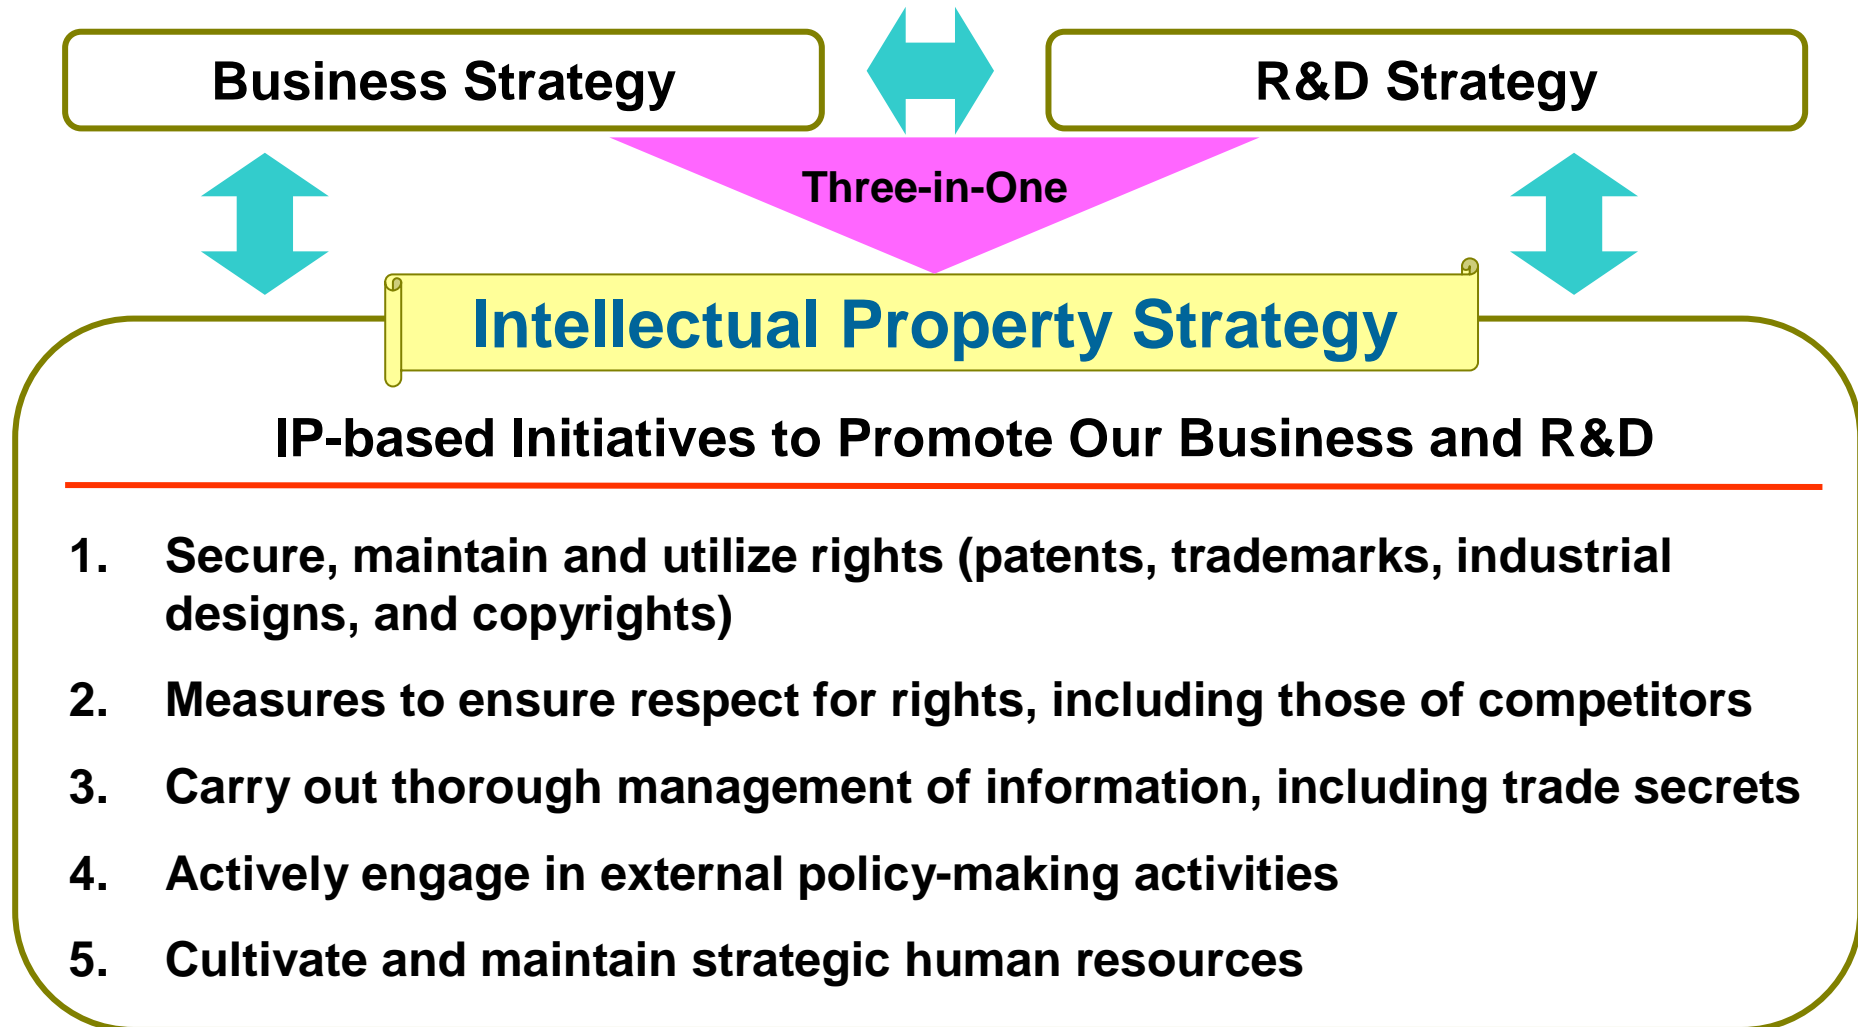 Business Strategy
R&D Strategy
Three-in-One
Intellectual Property Strategy
IP-based Initiatives to Promote Our Business and R&D
1. Secure, maintain and utilize rights (patents, trademarks, industrial
designs, and copyrights)
2. Measures to ensure respect for rights, including those of competitors
3. Carry out thorough management of information, including trade secrets
4. Actively engage in external policy-making activities
5. Cultivate and maintain strategic human resources